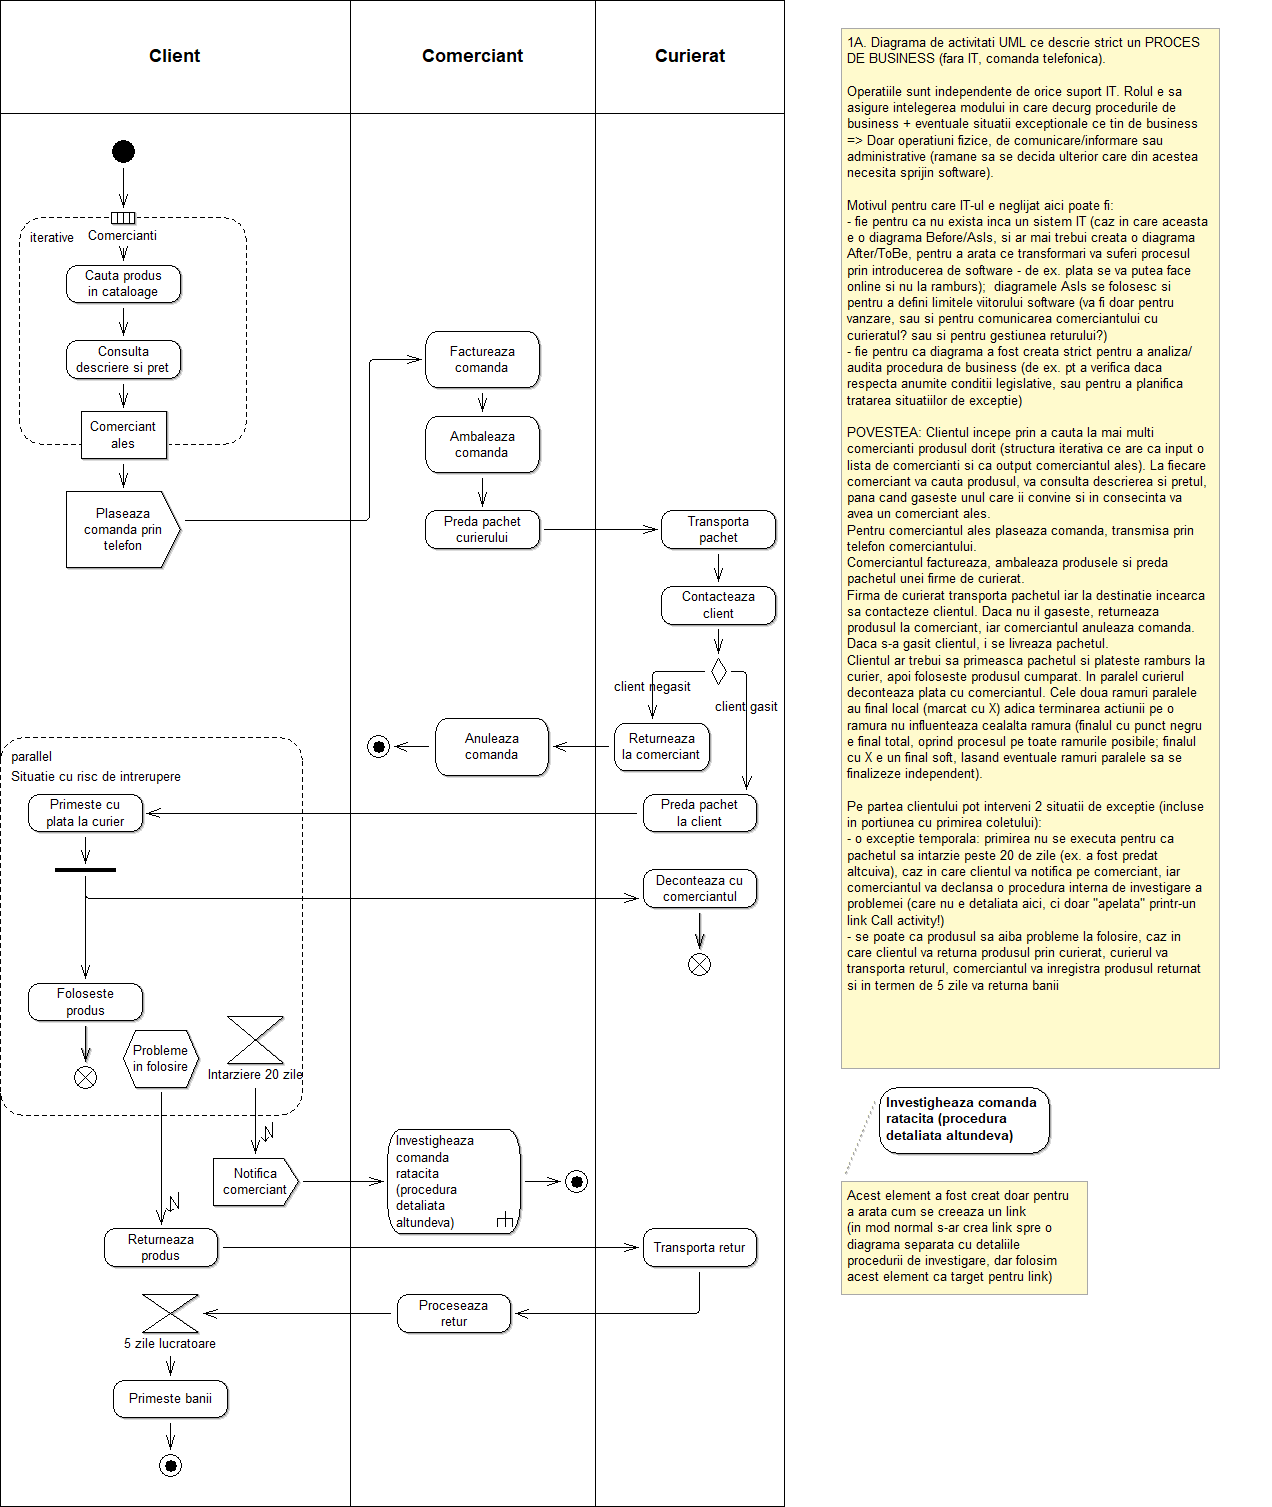 Client
Comerciant
Curierat
iterative
Comercianti
Cauta produs
in cataloage
Consulta
descriere si pret
Comerciant
ales
Plaseaza
comanda prin
telefon
Factureaza
comanda
Ambaleaza
comanda
Preda pachet
curierului
Transporta
pachet
Contacteaza
client
client negasit
client gasit
Anuleaza
comanda
Returneaza
la comerciant
parallel
Situatie cu risc de intrerupere
Primeste cu
plata la curier
Preda pachet
la client
Deconteaza cu
comerciantul
Foloseste
produs
Probleme
in folosire
Intarziere 20 zile
Notifica
comerciant
Investigheaza
comanda
ratacita
(procedura
detaliata
altundeva)
Returneaza
produs
Transporta retur
Proceseaza
retur
5 zile lucratoare
Primeste banii
1A. Diagrama de activitati UML ce descrie strict un PROCES
DE BUSINESS (fara IT, comanda telefonica).
Operatiile sunt independente de orice suport IT. Rolul e sa
asigure intelegerea modului in care decurg procedurile de
business + eventuale situatii exceptionale ce tin de business
=> Doar operatiuni fizice, de comunicare/informare sau
administrative (ramane sa se decida ulterior care din acestea
necesita sprijin software).
Motivul pentru care IT-ul e neglijat aici poate fi:
- fie pentru ca nu exista inca un sistem IT (caz in care aceasta
e o diagrama Before/AsIs, si ar mai trebui creata o diagrama
After/ToBe, pentru a arata ce transformari va suferi procesul
prin introducerea de software - de ex. plata se va putea face
online si nu la ramburs);  diagramele AsIs se folosesc si
pentru a defini limitele viitorului software (va fi doar pentru
vanzare, sau si pentru comunicarea comerciantului cu
curieratul? sau si pentru gestiunea returului?)
- fie pentru ca diagrama a fost creata strict pentru a analiza/
audita procedura de business (de ex. pt a verifica daca
respecta anumite conditii legislative, sau pentru a planifica
tratarea situatiilor de exceptie)
POVESTEA: Clientul incepe prin a cauta la mai multi
comercianti produsul dorit (structura iterativa ce are ca input o
lista de comercianti si ca output comerciantul ales). La fiecare
comerciant va cauta produsul, va consulta descrierea si pretul,
pana cand gaseste unul care ii convine si in consecinta va
avea un comerciant ales.
Pentru comerciantul ales plaseaza comanda, transmisa prin
telefon comerciantului.
Comerciantul factureaza, ambaleaza produsele si preda
pachetul unei firme de curierat.
Firma de curierat transporta pachetul iar la destinatie incearca
sa contacteze clientul. Daca nu il gaseste, returneaza
produsul la comerciant, iar comerciantul anuleaza comanda.
Daca s-a gasit clientul, i se livreaza pachetul.
Clientul ar trebui sa primeasca pachetul si plateste ramburs la
curier, apoi foloseste produsul cumparat. In paralel curierul
deconteaza plata cu comerciantul. Cele doua ramuri paralele
au final local (marcat cu X) adica terminarea actiunii pe o
ramura nu influenteaza cealalta ramura (finalul cu punct negru
e final total, oprind procesul pe toate ramurile posibile; finalul
cu X e un final soft, lasand eventuale ramuri paralele sa se
finalizeze independent).
Pe partea clientului pot interveni 2 situatii de exceptie (incluse
in portiunea cu primirea coletului):
- o exceptie temporala: primirea nu se executa pentru ca
pachetul sa intarzie peste 20 de zile (ex. a fost predat
altcuiva), caz in care clientul va notifica pe comerciant, iar
comerciantul va declansa o procedura interna de investigare a
problemei (care nu e detaliata aici, ci doar "apelata" printr-un
link Call activity!)
- se poate ca produsul sa aiba probleme la folosire, caz in
care clientul va returna produsul prin curierat, curierul va
transporta returul, comerciantul va inregistra produsul returnat
si in termen de 5 zile va returna banii
Investigheaza comanda
ratacita (procedura
detaliata altundeva)
Acest element a fost creat doar pentru
a arata cum se creeaza un link
(in mod normal s-ar crea link spre o
diagrama separata cu detaliile
procedurii de investigare, dar folosim
acest element ca target pentru link)